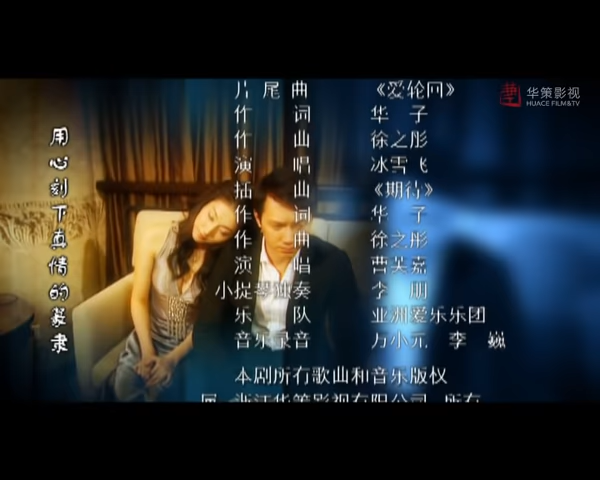 片尾曲 《爱轮回》
作词 华子
作曲 徐之彤
演唱 冰雪飞
插曲 《期待》
作词 华子
作曲 徐之彤
演唱 曹芙嘉
小提琴独奏 李朋
乐队 亚洲爱乐乐团
音乐录音 万小元 李巍
本剧所有歌曲和音乐版权
属 浙江华策影视有限公司 所有
用心刻下真情的篆隶
华策影视
HUACE FILM&TV